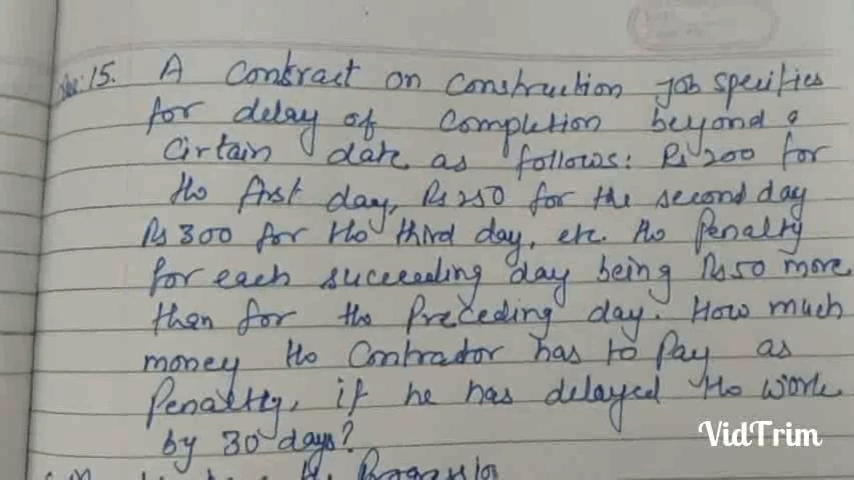 15. A Contract on Construction job specifies
for delay of Completion beyond a
Cirtain date as follows: Rs 200 for
the first day, Rs 250 for the second day
Rs 300 for the third day, etc. the Penalty
for each succeeding day being Rs 50 more
then for the Preceding day. How much
money the Contractor has to Pay as
Penaltty, if he has delayed the work
by 30 days?
VidTrim